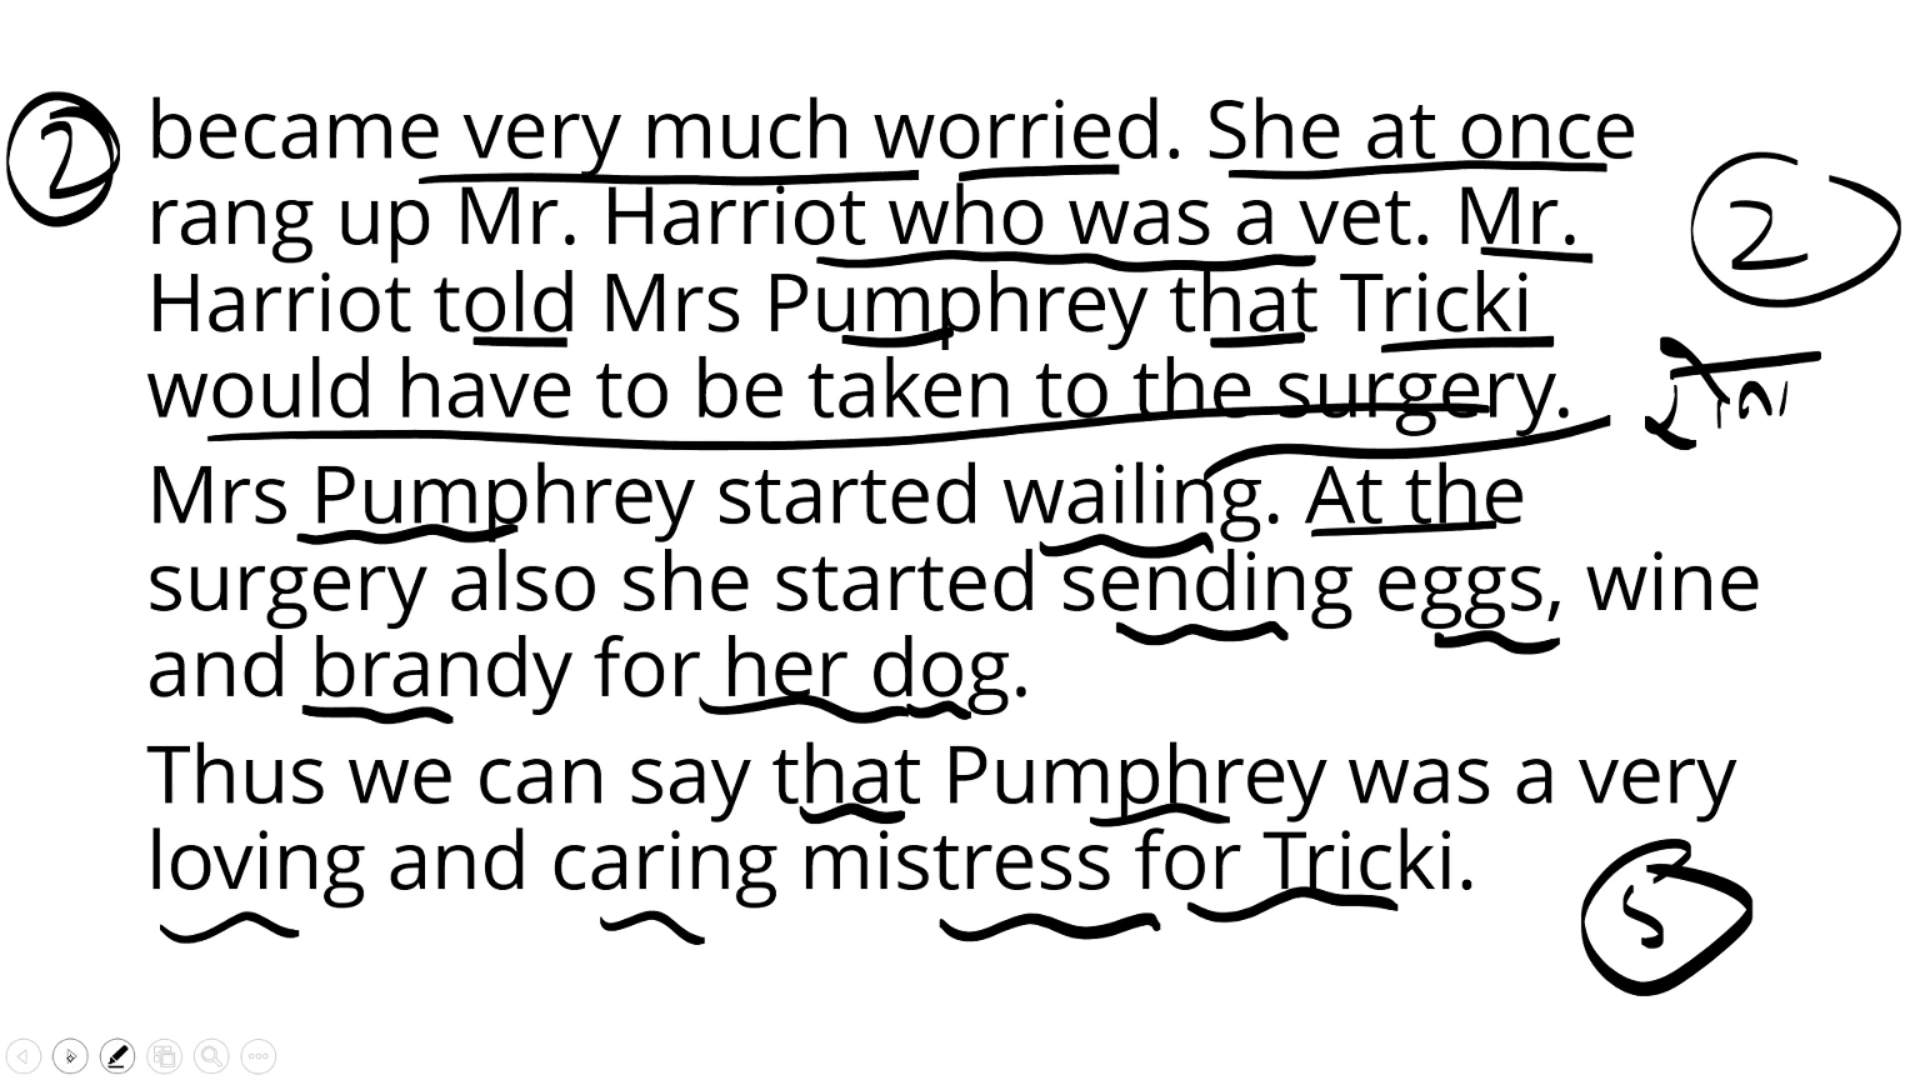 ② became very much worried. She at once
rang up Mr. Harriot who was a vet. Mr.
2
Harriot told Mrs Pumphrey that Tricki
would have to be taken to the surgery.
Mrs Pumphrey started wailing. At the
surgery also she started sending eggs, wine
and brandy for her dog.
Thus we can say that Pumphrey was a very
loving and caring mistress for Tricki.
5